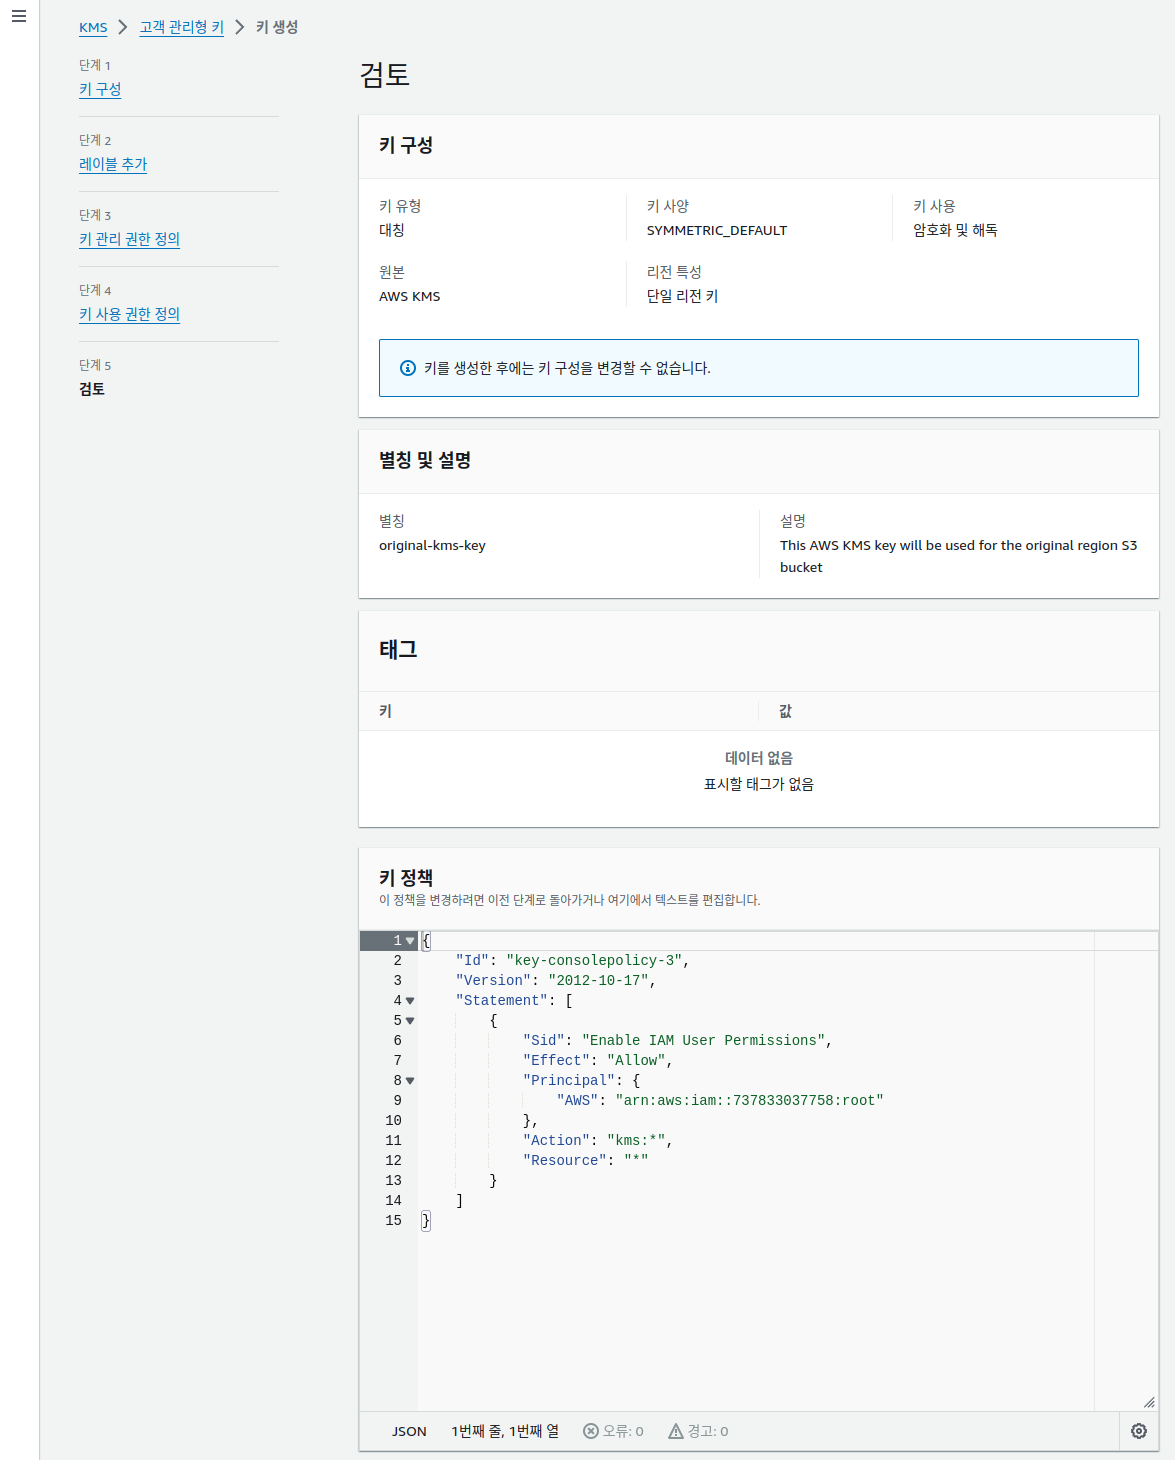 KMS > 고객 관리형 키 > 키 생성
단계 1
키 구성
단계 2
레이블 추가
단계 3
키 관리 권한 정의
단계 4
키 사용 권한 정의
단계 5
검토
검토
키 구성
키 유형
대칭
키 사양
SYMMETRIC_DEFAULT
키 사용
암호화 및 해독
원본
AWS KMS
리전 특성
단일 리전 키
키를 생성한 후에는 키 구성을 변경할 수 없습니다.
별칭 및 설명
별칭
original-kms-key
설명
This AWS KMS key will be used for the original region S3
bucket
태그
키 값
데이터 없음
표시할 태그가 없음
키 정책
이 정책을 변경하려면 이전 단계로 돌아가거나 여기에서 텍스트를 편집합니다.
1 {
2 "Id": "key-consolepolicy-3",
3 "Version": "2012-10-17",
4 "Statement": [
5 {
6 "Sid": "Enable IAM User Permissions",
7 "Effect": "Allow",
8 "Principal": {
9 "AWS": "arn:aws:iam::737833037758:root"
10 },
11 "Action": "kms:*",
12 "Resource": "*"
13 }
14 ]
15 }
JSON 1번째 줄, 1번째 열 오류: 0 경고: 0